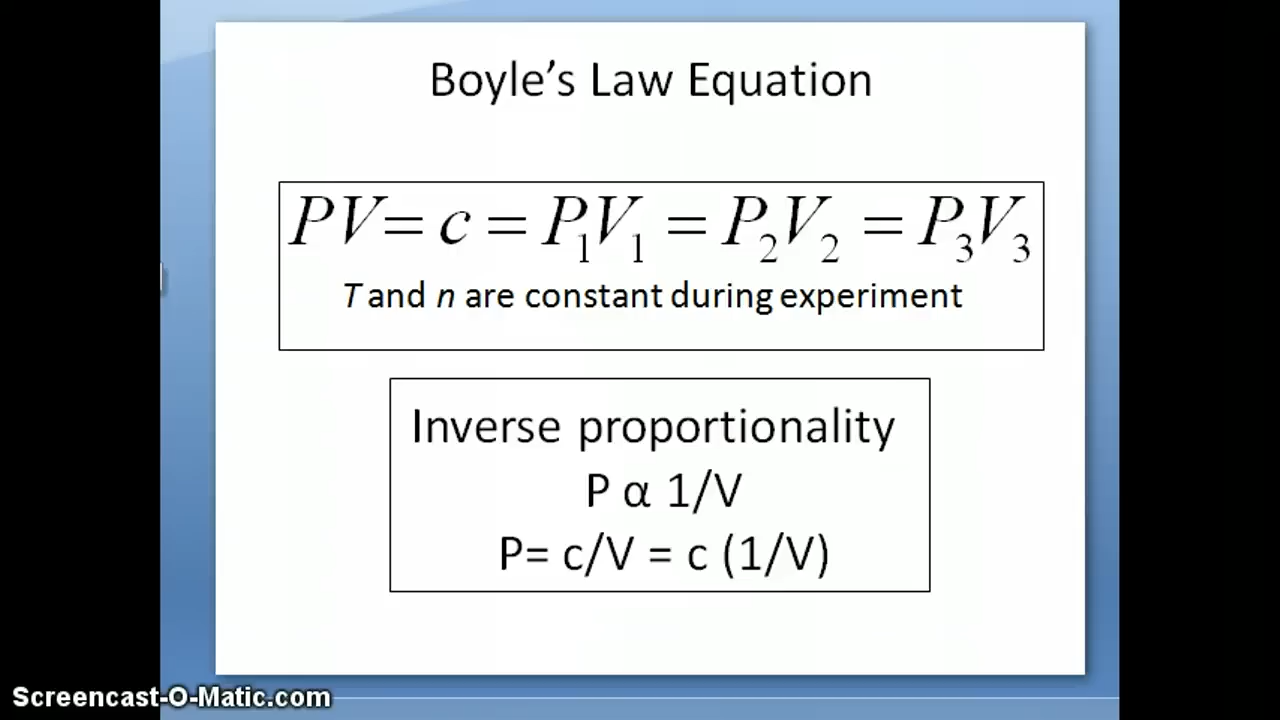 Boyle’s Law Equation
PV= c = P₁V₁ = P₂V₂ = P₃V₃
T and n are constant during experiment
Inverse proportionality
P α 1/V
P= c/V = c (1/V)
Screencast-O-Matic.com